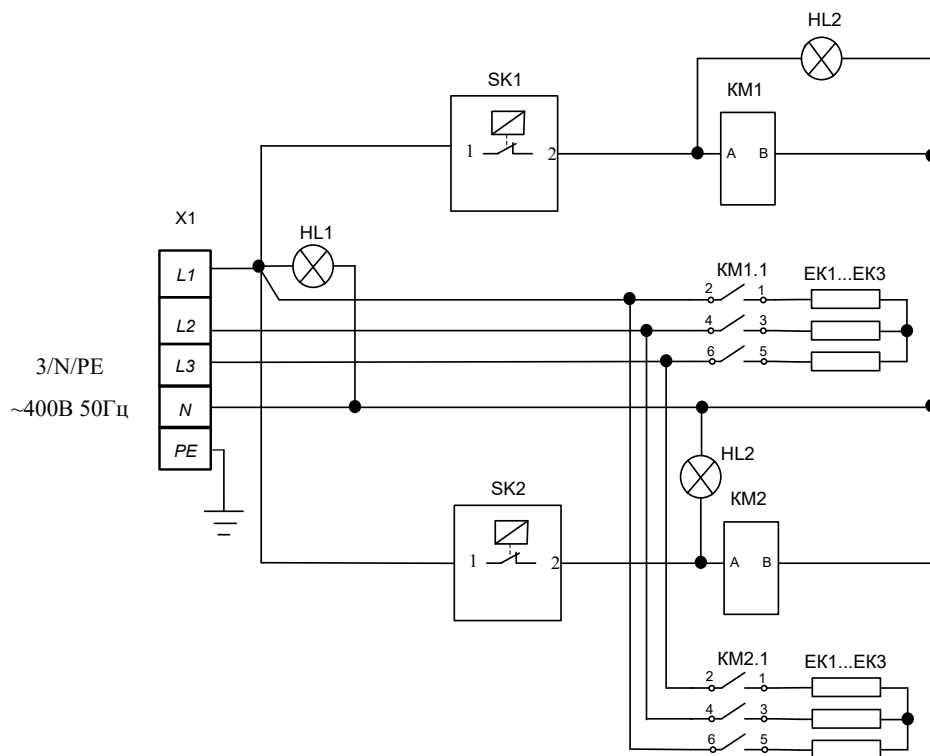 HL2
SK1
KM1
1
2
A
B
X1
HL1
L1
KM1.1
EK1...EK3
2
1
L2
4
3
L3
6
5
3/N/PE
~400В 50Гц
N
PE
HL2
SK2
KM2
1
2
A
B
KM2.1
EK1...EK3
2
1
4
3
6
5